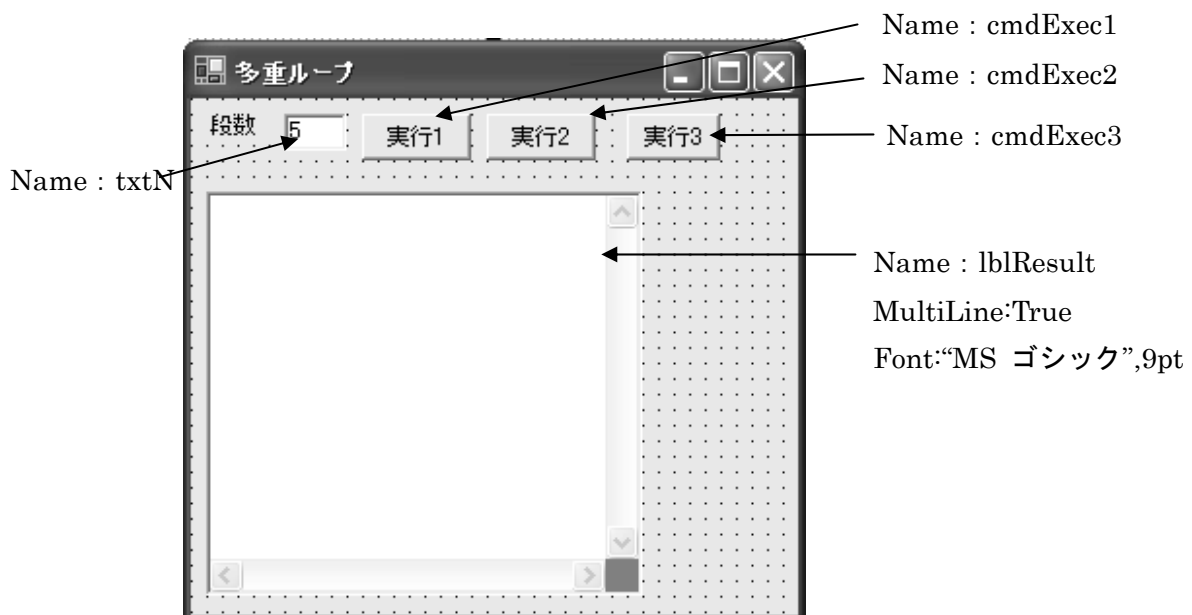 Name：cmdExec1
多重ループ
Name：cmdExec2
段数 5 実行1 実行2 実行3
Name：cmdExec3
Name：txtN
Name：lblResult
MultiLine:True
Font:“MS ゴシック”,9pt